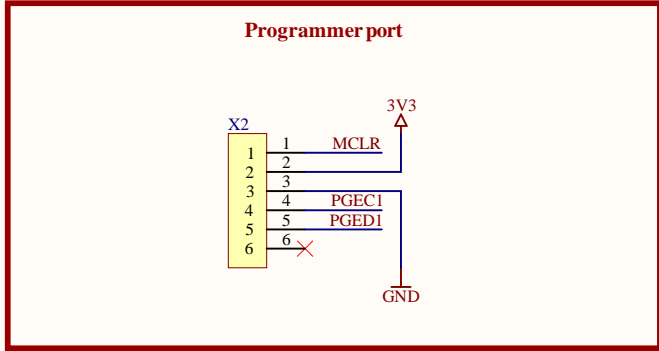 Programmer port
3V3
X2
1 1 MCLR
2 2
3 3
4 4 PGEC1
5 5 PGED1
6 6
GND